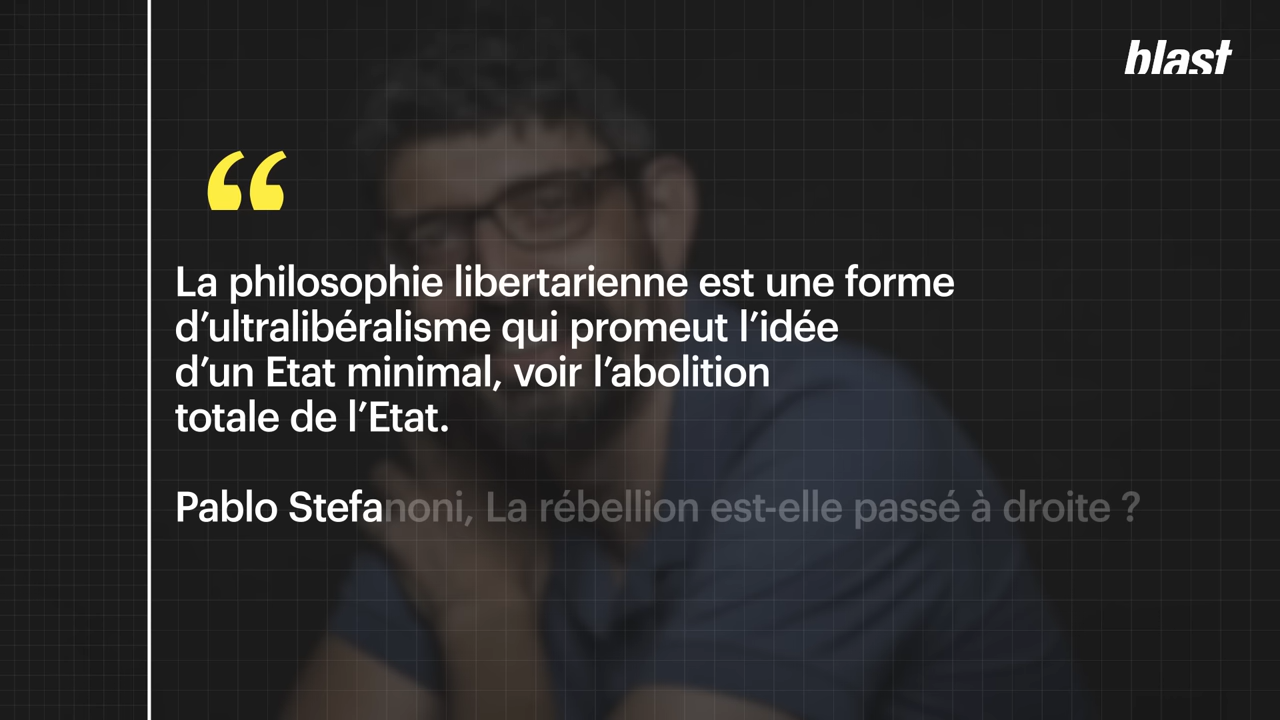 blast
“
La philosophie libertarienne est une forme
d’ultralibéralisme qui promeut l’idée
d’un Etat minimal, voir l’abolition
totale de l’Etat.
Pablo Stefanoni, La rébellion est-elle passé à droite ?